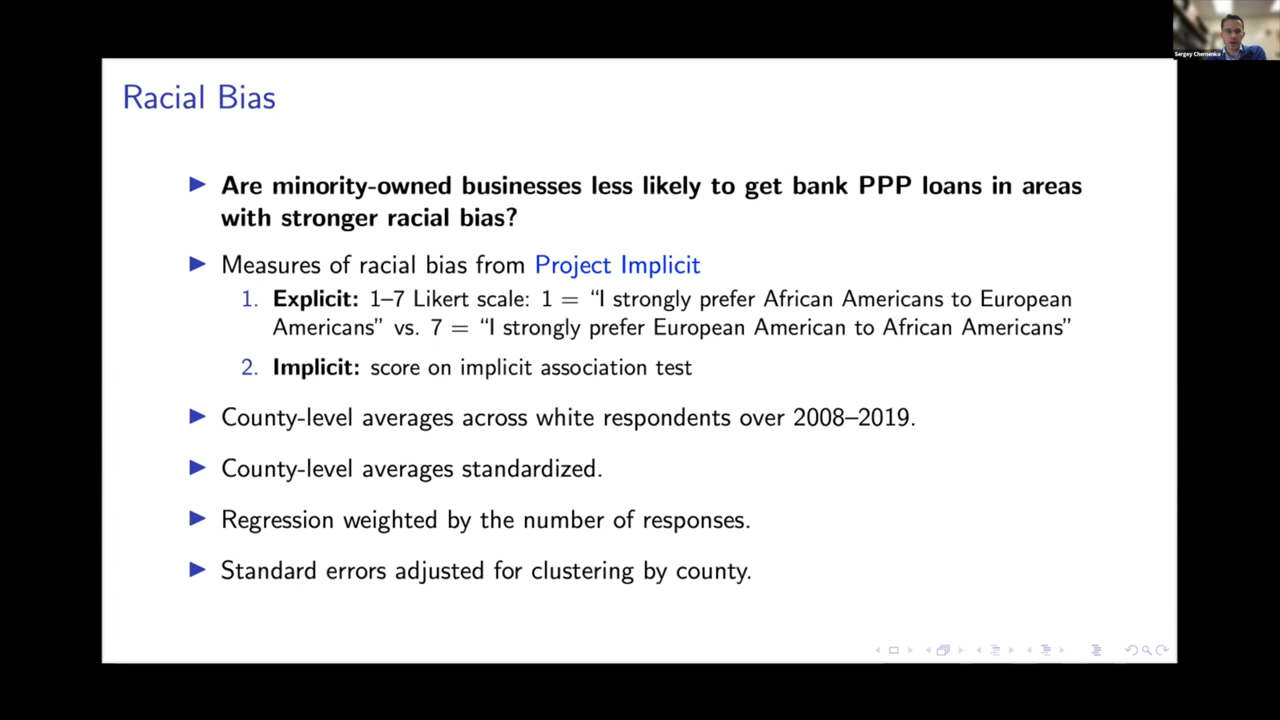 Sergey Chernenko
Racial Bias
Are minority-owned businesses less likely to get bank PPP loans in areas
with stronger racial bias?
Measures of racial bias from Project Implicit
1. Explicit: 1–7 Likert scale: 1 = “I strongly prefer African Americans to European
Americans” vs. 7 = “I strongly prefer European American to African Americans”
2. Implicit: score on implicit association test
County-level averages across white respondents over 2008–2019.
County-level averages standardized.
Regression weighted by the number of responses.
Standard errors adjusted for clustering by county.